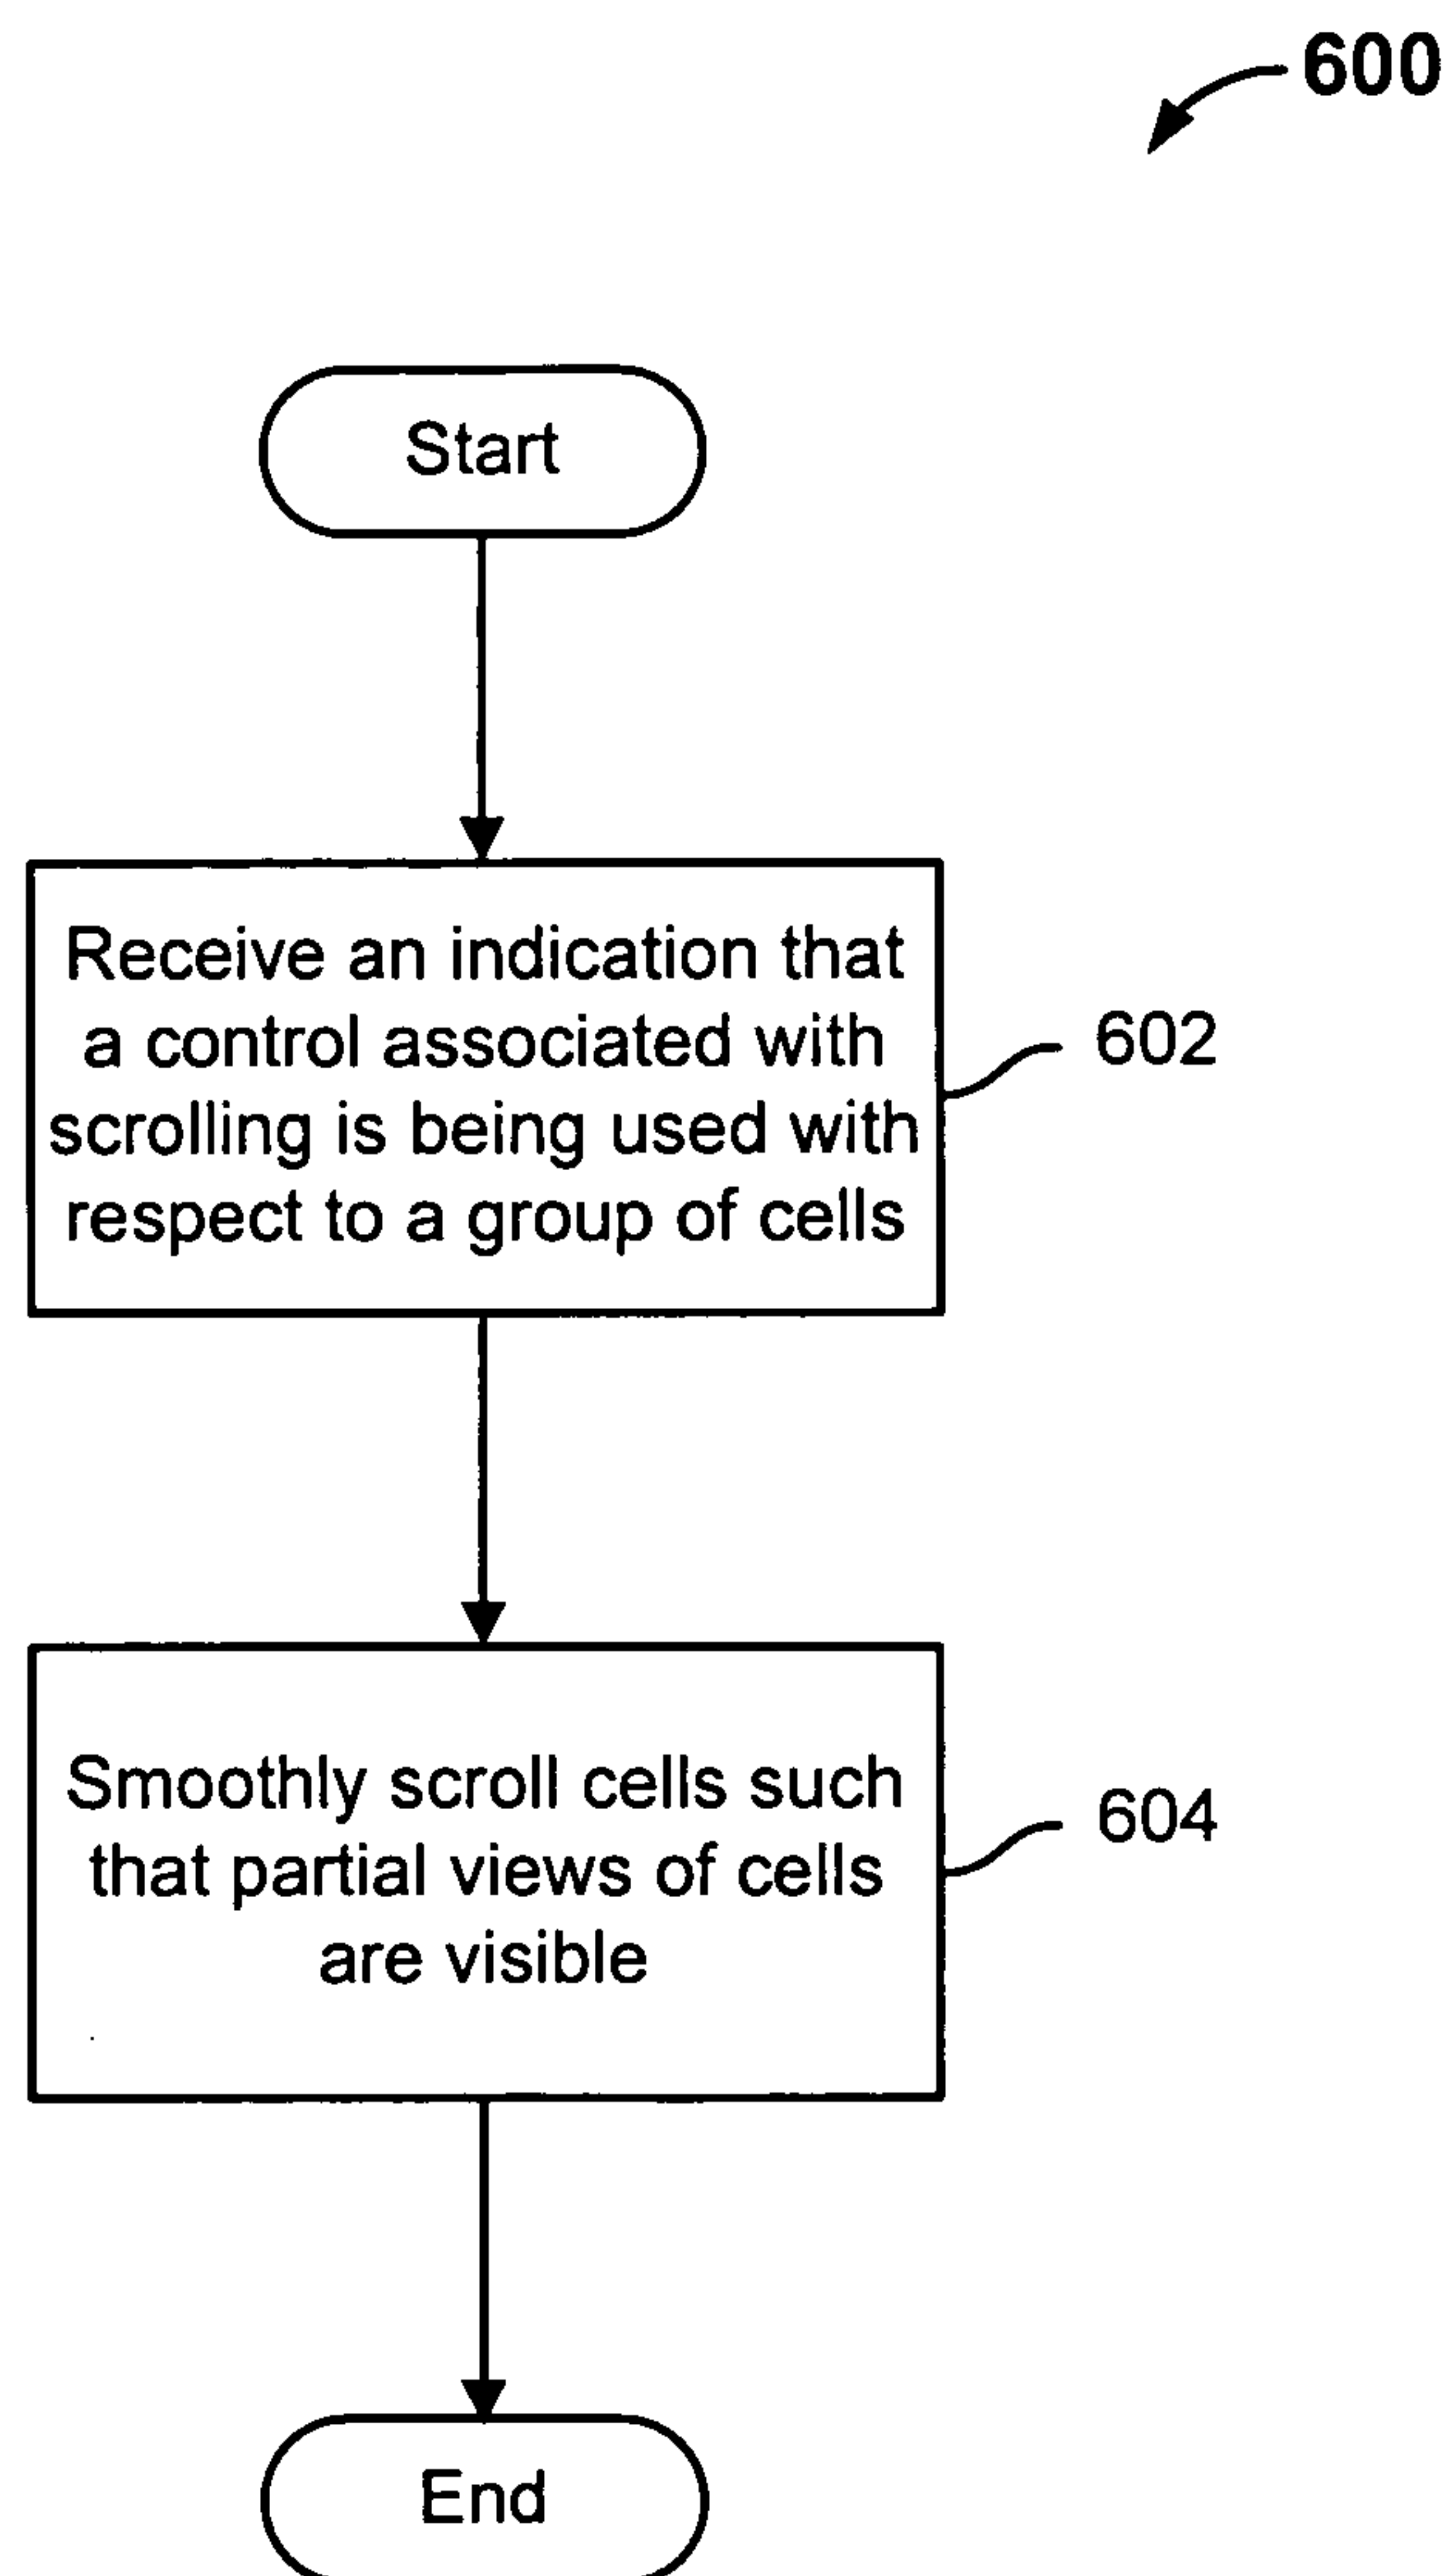 600
Start
Receive an indication that
a control associated with
scrolling is being used with
respect to a group of cells
602
Smoothly scroll cells such
that partial views of cells
are visible
604
End